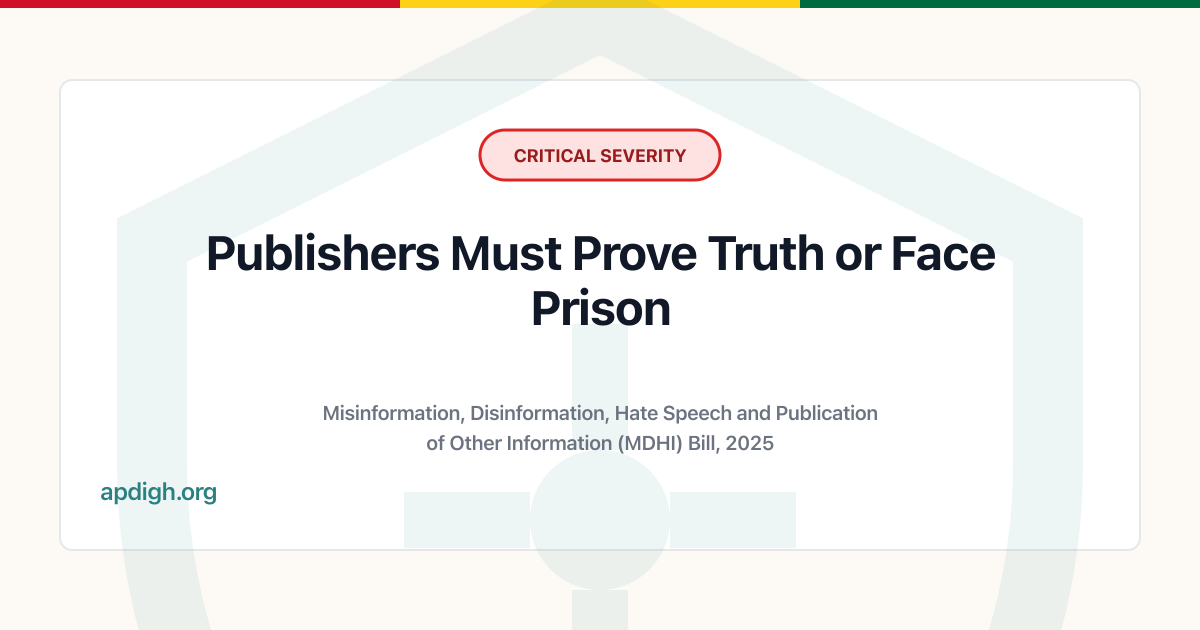 CRITICAL SEVERITY
Publishers Must Prove Truth or Face
Prison
Misinformation, Disinformation, Hate Speech and Publication
of Other Information (MDHI) Bill, 2025
apdigh.org